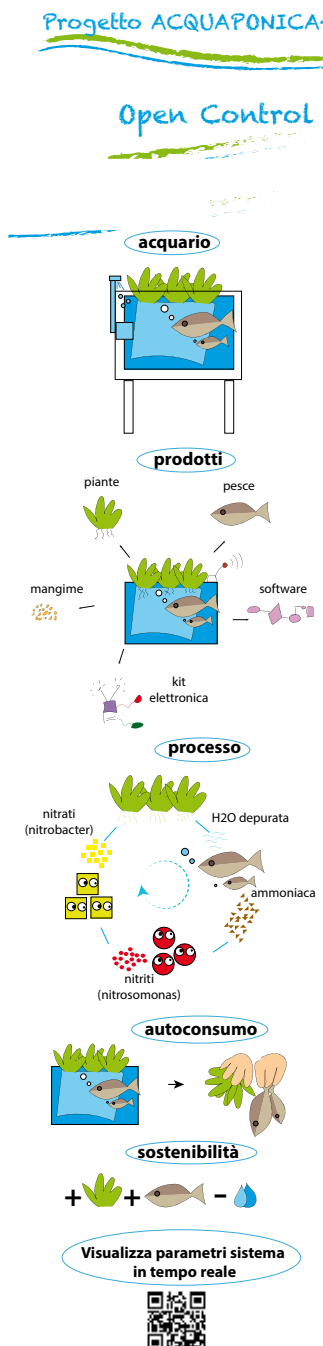 Progetto ACQUAPONICA-
Open Control
acquario
prodotti
piante
pesce
mangime
software
kit
elettronica
processo
nitrati
(nitrobacter)
H2O depurata
ammoniaca
nitriti
(nitrosomonas)
autoconsumo
sostenibilità
+ + −
Visualizza parametri sistema
in tempo reale